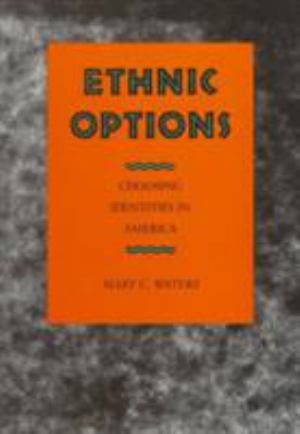 ETHNIC
OPTIONS
CHOOSING
IDENTITIES IN
AMERICA
MARY C. WATERS